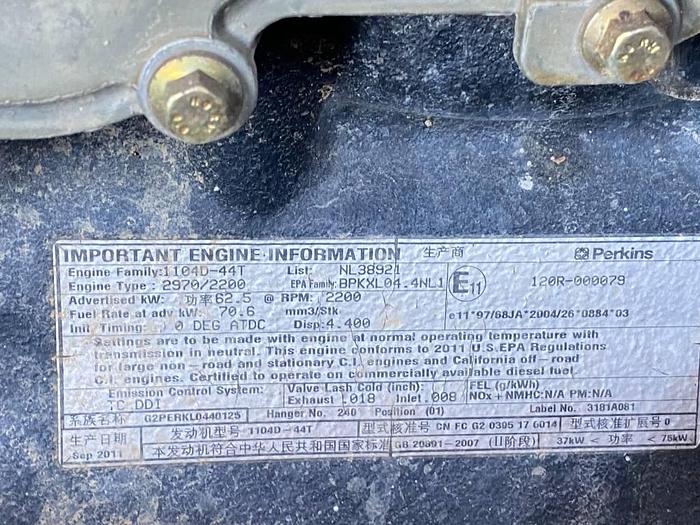 IMPORTANT ENGINE INFORMATION 生产商 Perkins
Engine Family:1104D-44T List: NL38921
Engine Type : 2970/2200 EPA Family: BPKXL04.4NL1 E11 120R-000079
Advertised kW: 功率62.5 @ RPM: 2200
Fuel Rate at adv kW: 70.6 mm3/Stk e11*97/68JA*2004/26*0884*03
Init Timing: 0 DEG ATDC Disp:4.400
Settings are to be made with engine at normal operating temperature with
transmission in neutral. This engine conforms to 2011 U.S.EPA Regulations
for large non-road and stationary C.I. engines and California off-road
C.I. engines. Certified to operate on commercially available diesel fuel.
Emission Control System: Valve Lash Cold (inch): FEL (g/kWh)
TC DDI Exhaust .018 Inlet .008 NOx + NMHC:N/A PM:N/A
系族名称 G2PERKL0440125 Hanger No. 240 Position (01) Label No. 3181A081
生产日期 发动机型号 1104D-44T 型式核准号 CN FC G2 0395 17 6014 型式核准扩展号 0
Sep 2011 本发动机符合中华人民共和国国家标准 GB 20891-2007 (II阶段) 37kW < 功率 < 75kW